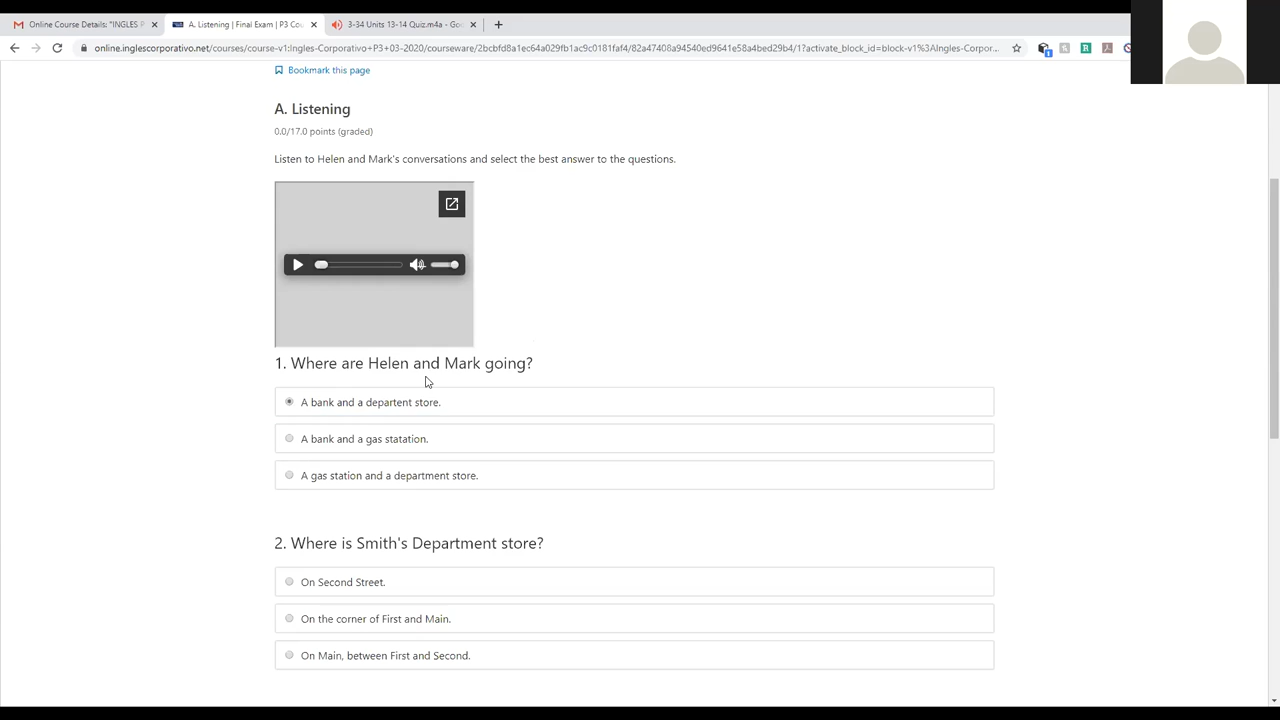 Online Course Details: "INGLES P
A. Listening | Final Exam | P3 Cou
3-34 Units 13-14 Quiz.m4a - Goo
online.inglescorporativo.net/courses/course-v1:Ingles-Corporativo+P3+03-2020/courseware/2bcbfd8a1ec64a029fb1ac9c0181faf4/82a47408a94540ed9641e58a4bed29b4/1?activate_block_id=block-v1%3AIngles-Corpor...
Bookmark this page
A. Listening
0.0/17.0 points (graded)
Listen to Helen and Mark's conversations and select the best answer to the questions.
1. Where are Helen and Mark going?
A bank and a departent store.
A bank and a gas statation.
A gas station and a department store.
2. Where is Smith's Department store?
On Second Street.
On the corner of First and Main.
On Main, between First and Second.